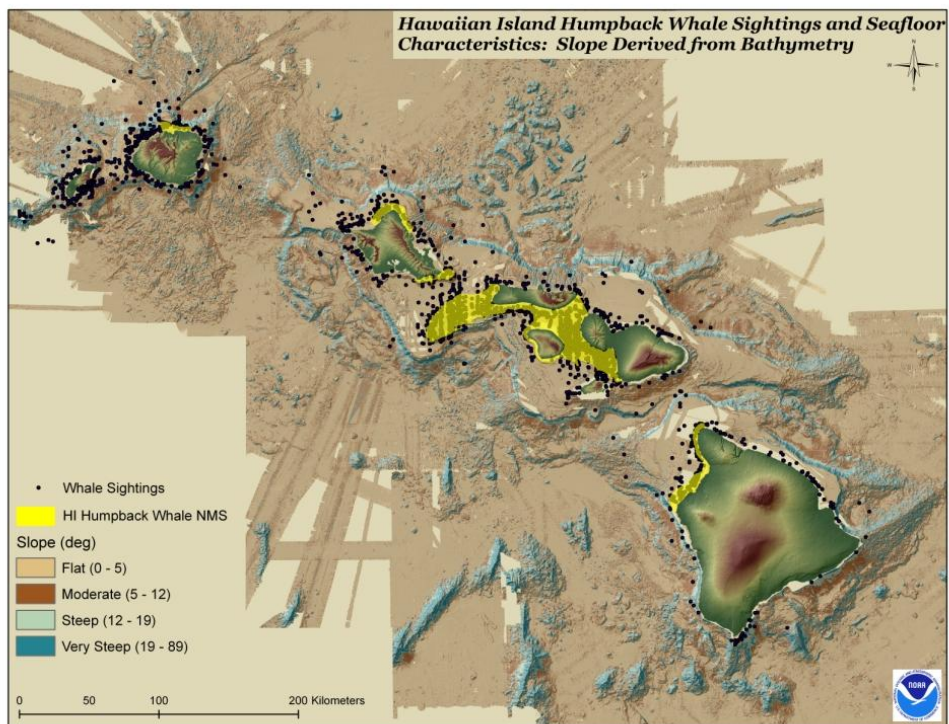 Hawaiian Island Humpback Whale Sightings and Seafloor
Characteristics: Slope Derived from Bathymetry
N
W
E
S
Whale Sightings
HI Humpback Whale NMS
Slope (deg)
Flat (0 - 5)
Moderate (5 - 12)
Steep (12 - 19)
Very Steep (19 - 89)
0 50 100 200 Kilometers
NOAA